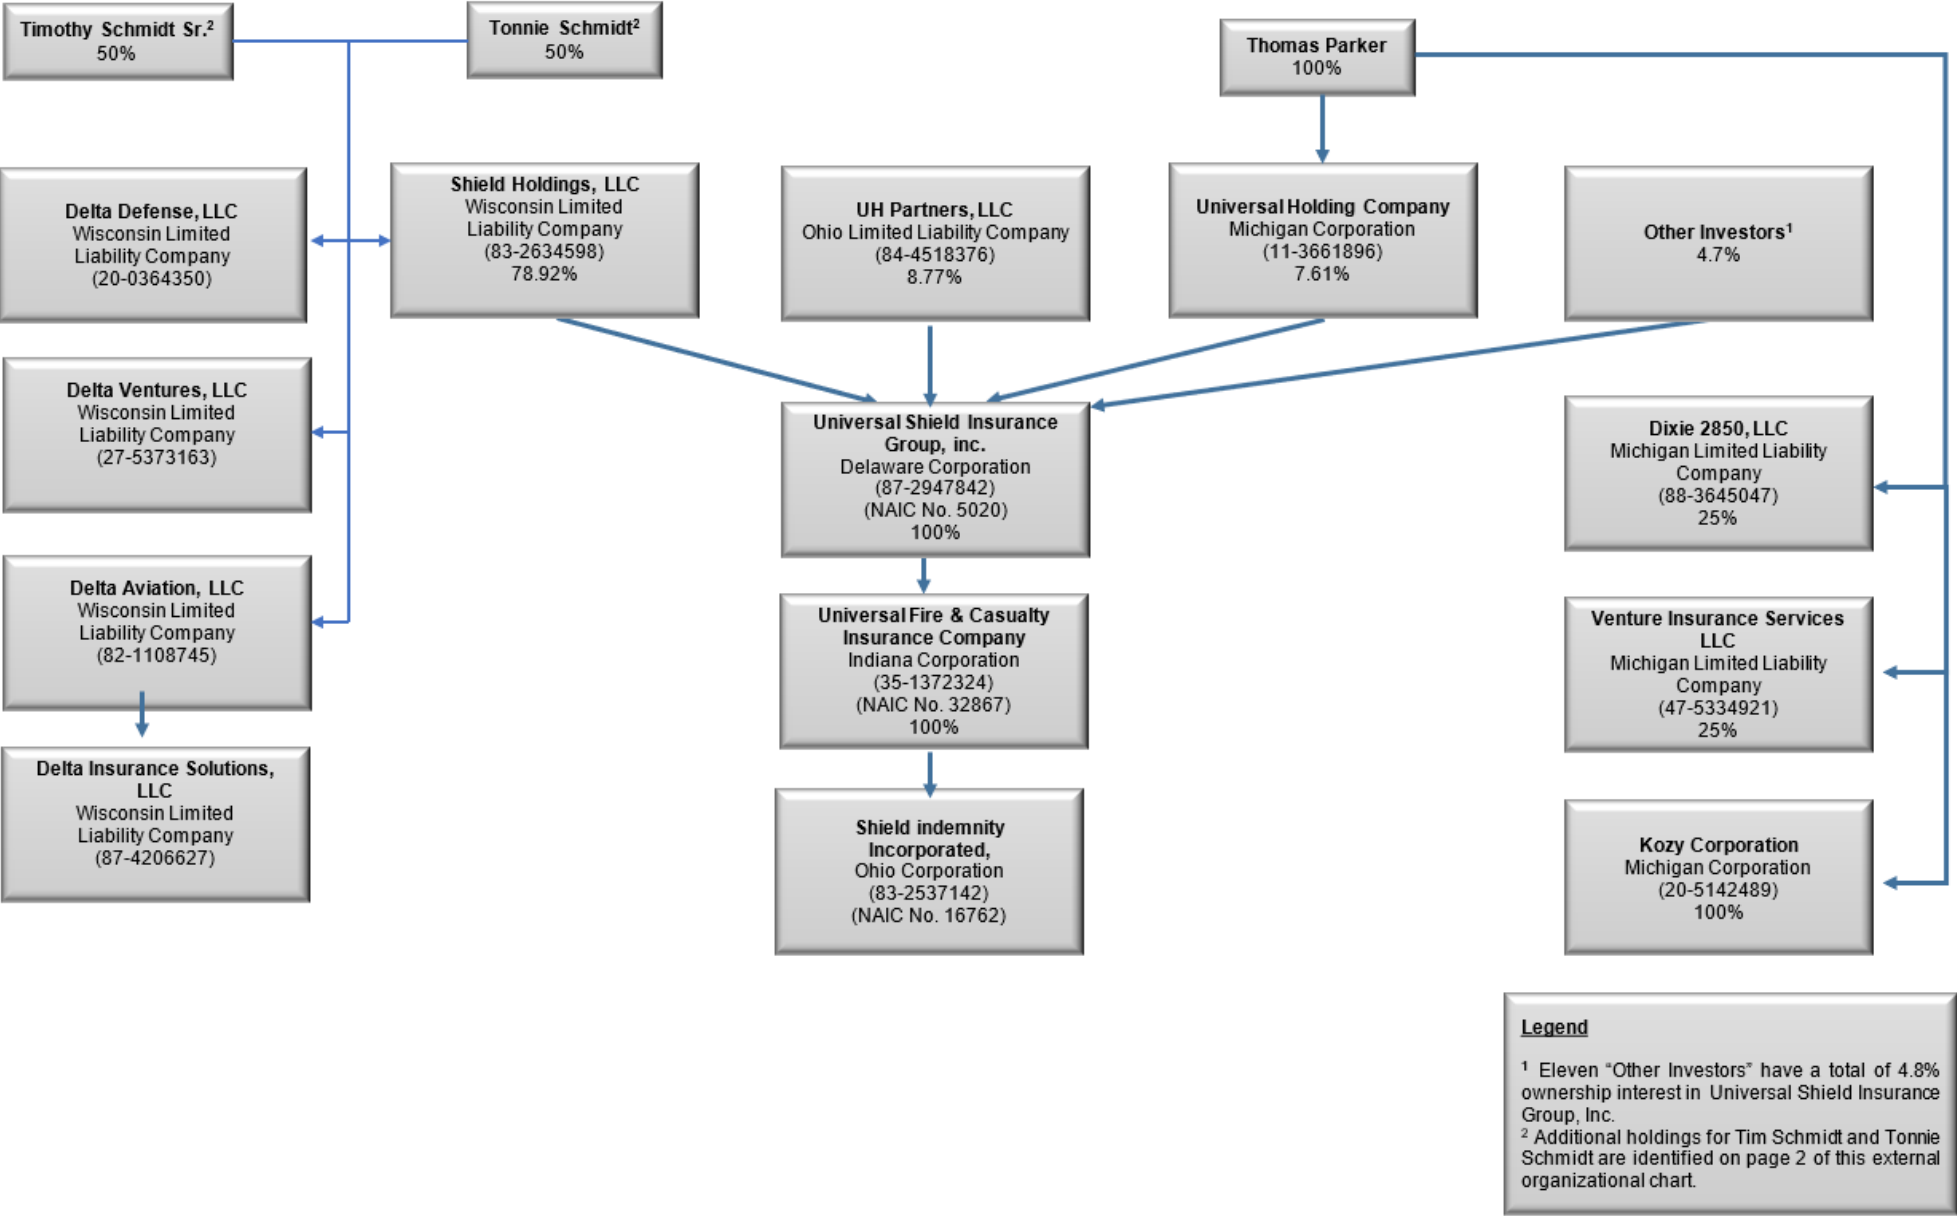 Timothy Schmidt Sr.²
50%
Tonnie Schmidt²
50%
Thomas Parker
100%
Delta Defense, LLC
Wisconsin Limited
Liability Company
(20-0364350)
Shield Holdings, LLC
Wisconsin Limited
Liability Company
(83-2634598)
78.92%
UH Partners, LLC
Ohio Limited Liability Company
(84-4518376)
8.77%
Universal Holding Company
Michigan Corporation
(11-3661896)
7.61%
Other Investors¹
4.7%
Delta Ventures, LLC
Wisconsin Limited
Liability Company
(27-5373163)
Universal Shield Insurance
Group, inc.
Delaware Corporation
(87-2947842)
(NAIC No. 5020)
100%
Dixie 2850, LLC
Michigan Limited Liability
Company
(88-3645047)
25%
Delta Aviation, LLC
Wisconsin Limited
Liability Company
(82-1108745)
Universal Fire & Casualty
Insurance Company
Indiana Corporation
(35-1372324)
(NAIC No. 32867)
100%
Venture Insurance Services
LLC
Michigan Limited Liability
Company
(47-5334921)
25%
Delta Insurance Solutions,
LLC
Wisconsin Limited
Liability Company
(87-4206627)
Shield indemnity
Incorporated,
Ohio Corporation
(83-2537142)
(NAIC No. 16762)
Kozy Corporation
Michigan Corporation
(20-5142489)
100%
Legend
¹ Eleven “Other Investors” have a total of 4.8%
ownership interest in Universal Shield Insurance
Group, Inc.
² Additional holdings for Tim Schmidt and Tonnie
Schmidt are identified on page 2 of this external
organizational chart.